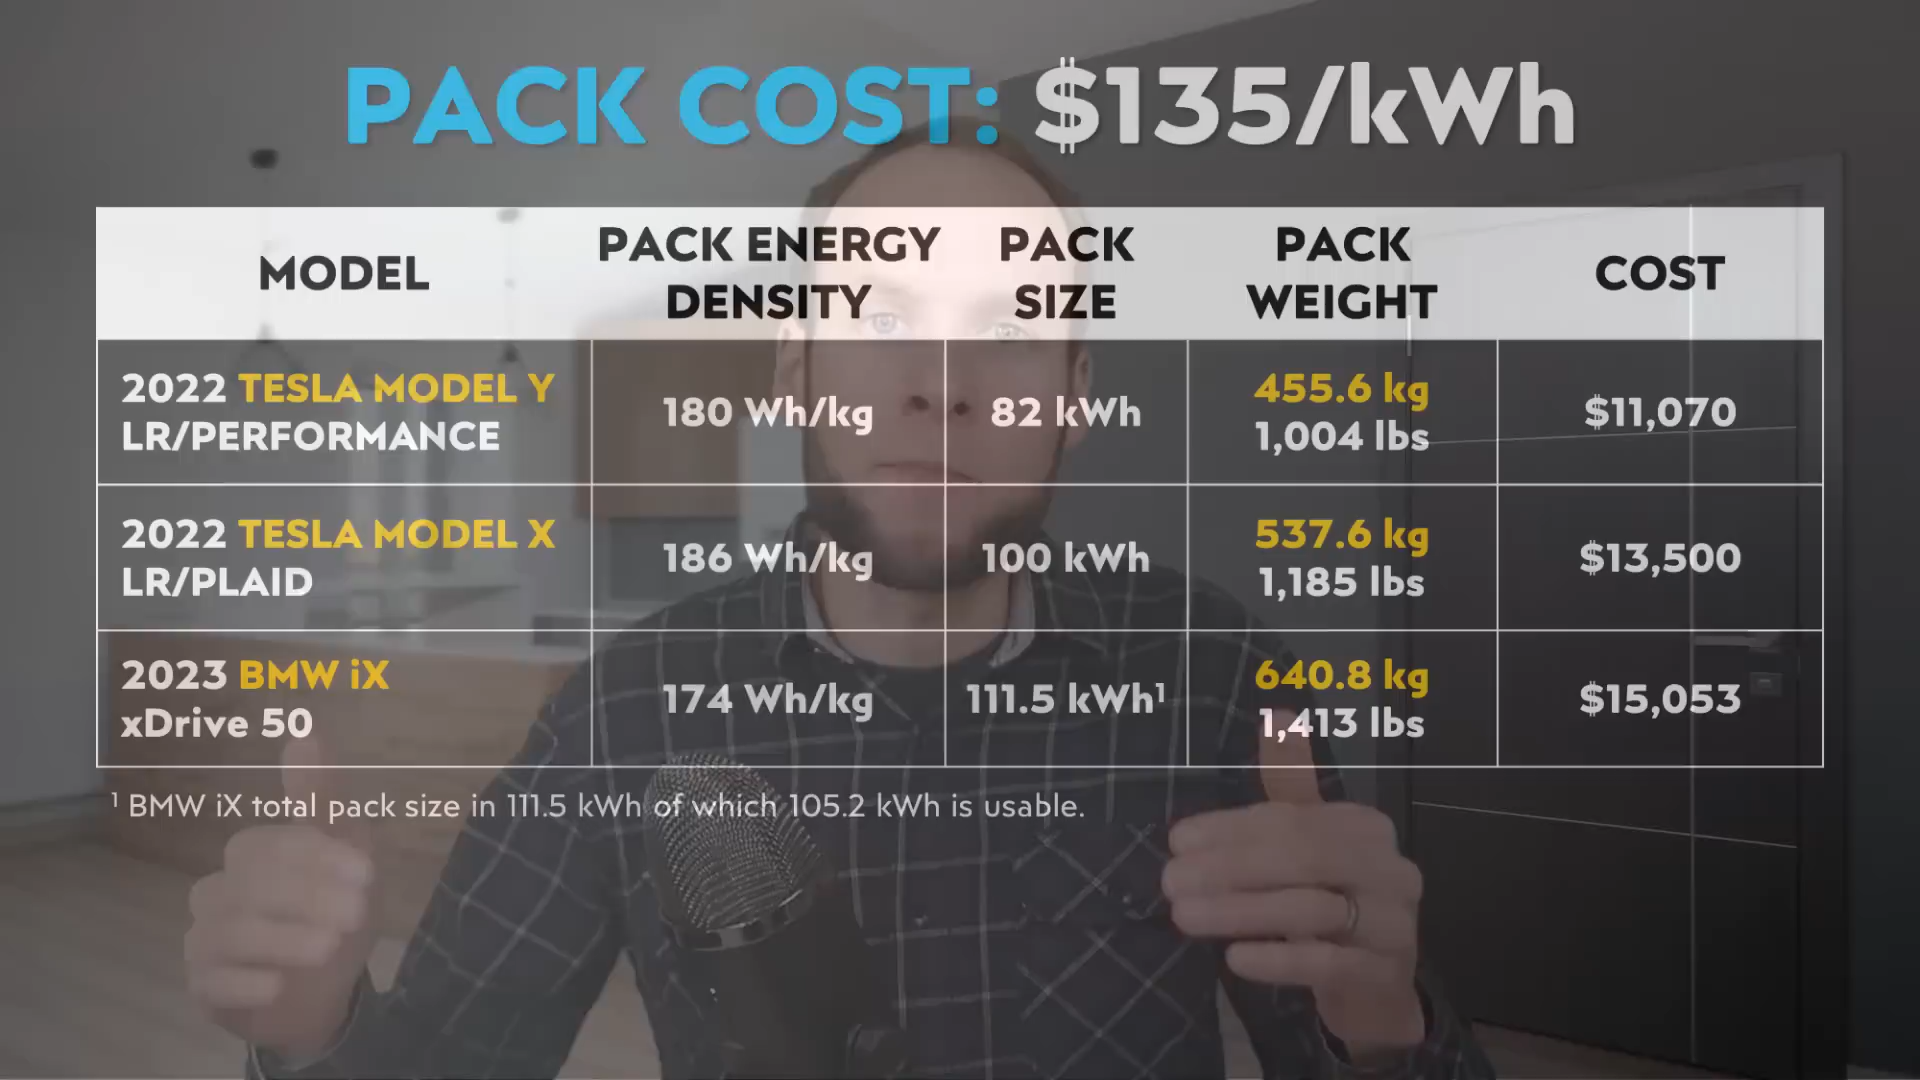 PACK COST: $135/kWh
MODEL
PACK ENERGY
DENSITY
PACK
SIZE
PACK
WEIGHT
COST
2022 TESLA MODEL Y
LR/PERFORMANCE
180 Wh/kg
82 kWh
455.6 kg
1,004 lbs
$11,070
2022 TESLA MODEL X
LR/PLAID
186 Wh/kg
100 kWh
537.6 kg
1,185 lbs
$13,500
2023 BMW iX
xDrive 50
174 Wh/kg
111.5 kWh¹
640.8 kg
1,413 lbs
$15,053
¹ BMW iX total pack size in 111.5 kWh of which 105.2 kWh is usable.